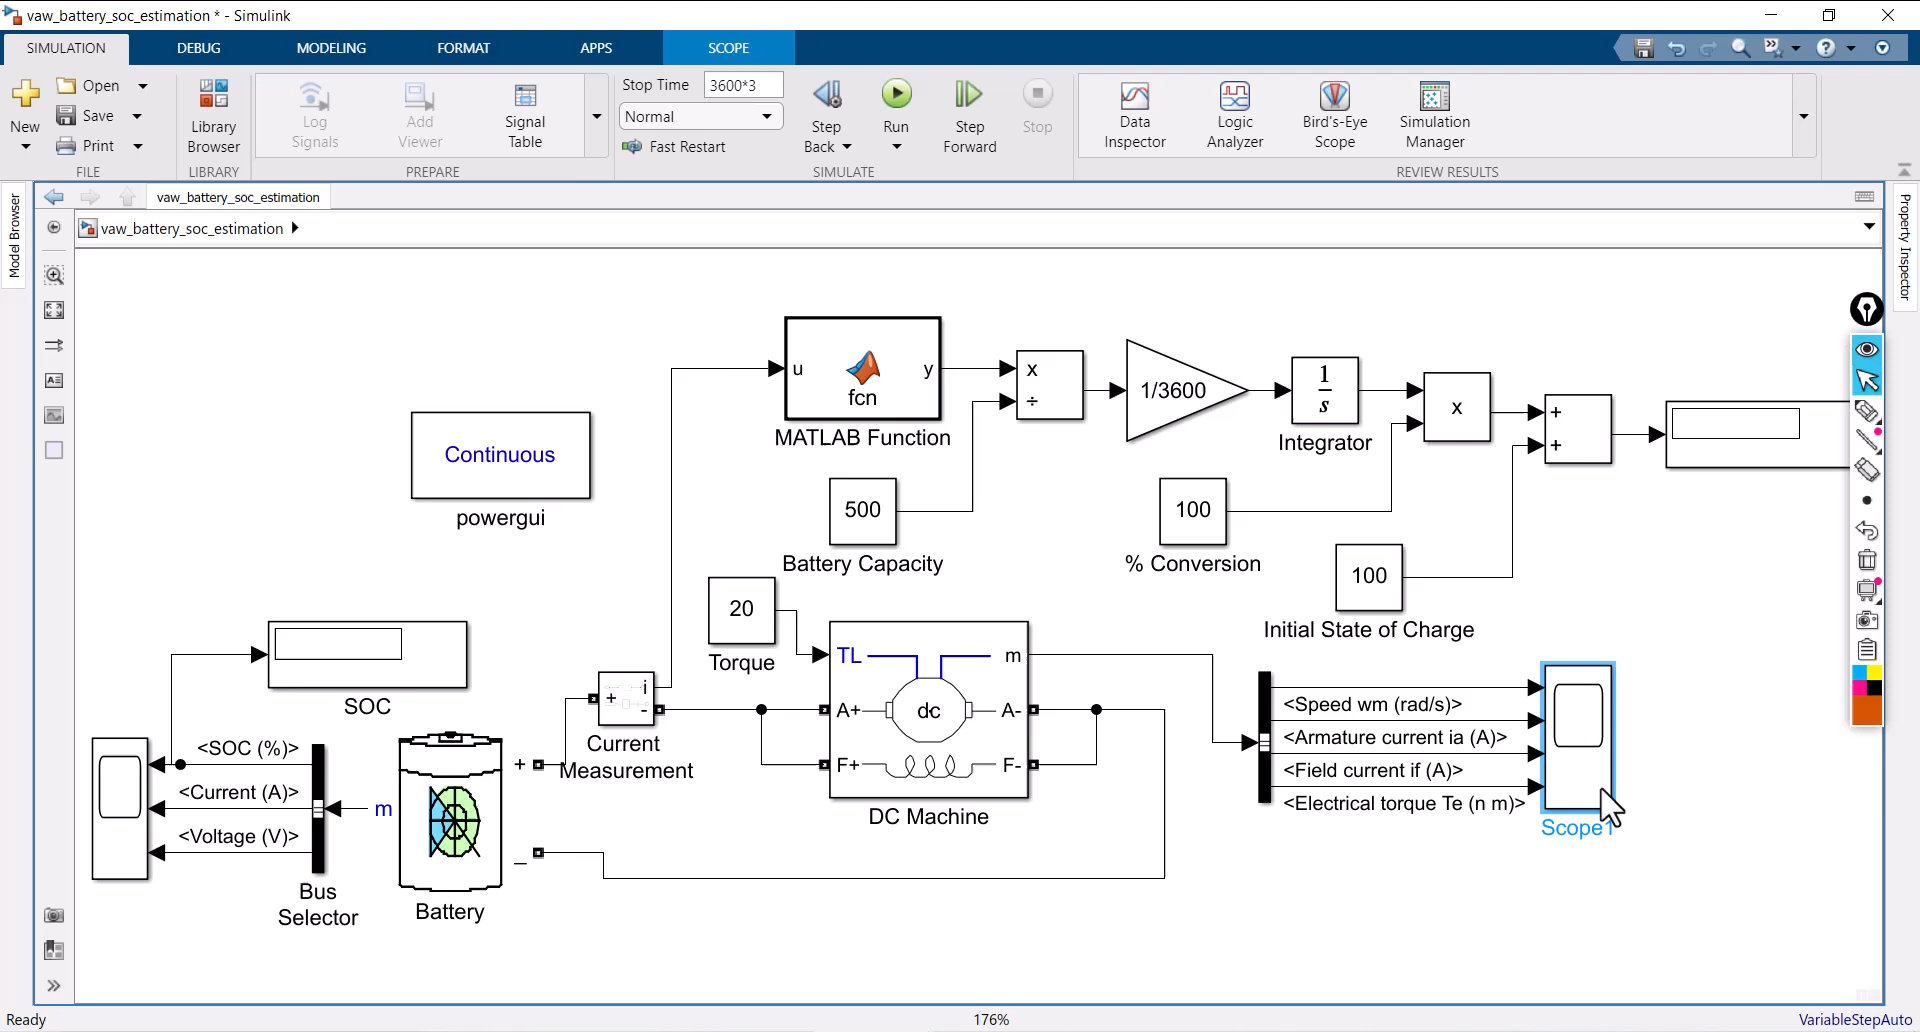 vaw_battery_soc_estimation * - Simulink
SIMULATION DEBUG MODELING FORMAT APPS SCOPE
New
Open
Save
Print
FILE
Library
Browser
LIBRARY
Log
Signals
Add
Viewer
Signal
Table
PREPARE
Stop Time 3600*3
Normal
Fast Restart
Step
Back
Run
Step
Forward
Stop
SIMULATE
Data
Inspector
Logic
Analyzer
Bird's-Eye
Scope
Simulation
Manager
REVIEW RESULTS
Model Browser
Property Inspector
vaw_battery_soc_estimation
vaw_battery_soc_estimation
u y
fcn
MATLAB Function
x
÷
1/3600
1
s
Integrator
x
+
+
Continuous
powergui
500
Battery Capacity
100
% Conversion
100
Initial State of Charge
20
Torque
SOC
i
+
-
Current
Measurement
TL m
A+ dc A-
F+ F-
DC Machine
<Speed wm (rad/s)>
<Armature current ia (A)>
<Field current if (A)>
<Electrical torque Te (n m)>
Scope1
<SOC (%)>
<Current (A)>
<Voltage (V)>
m
+
_
Bus
Selector
Battery
Ready 176% VariableStepAuto